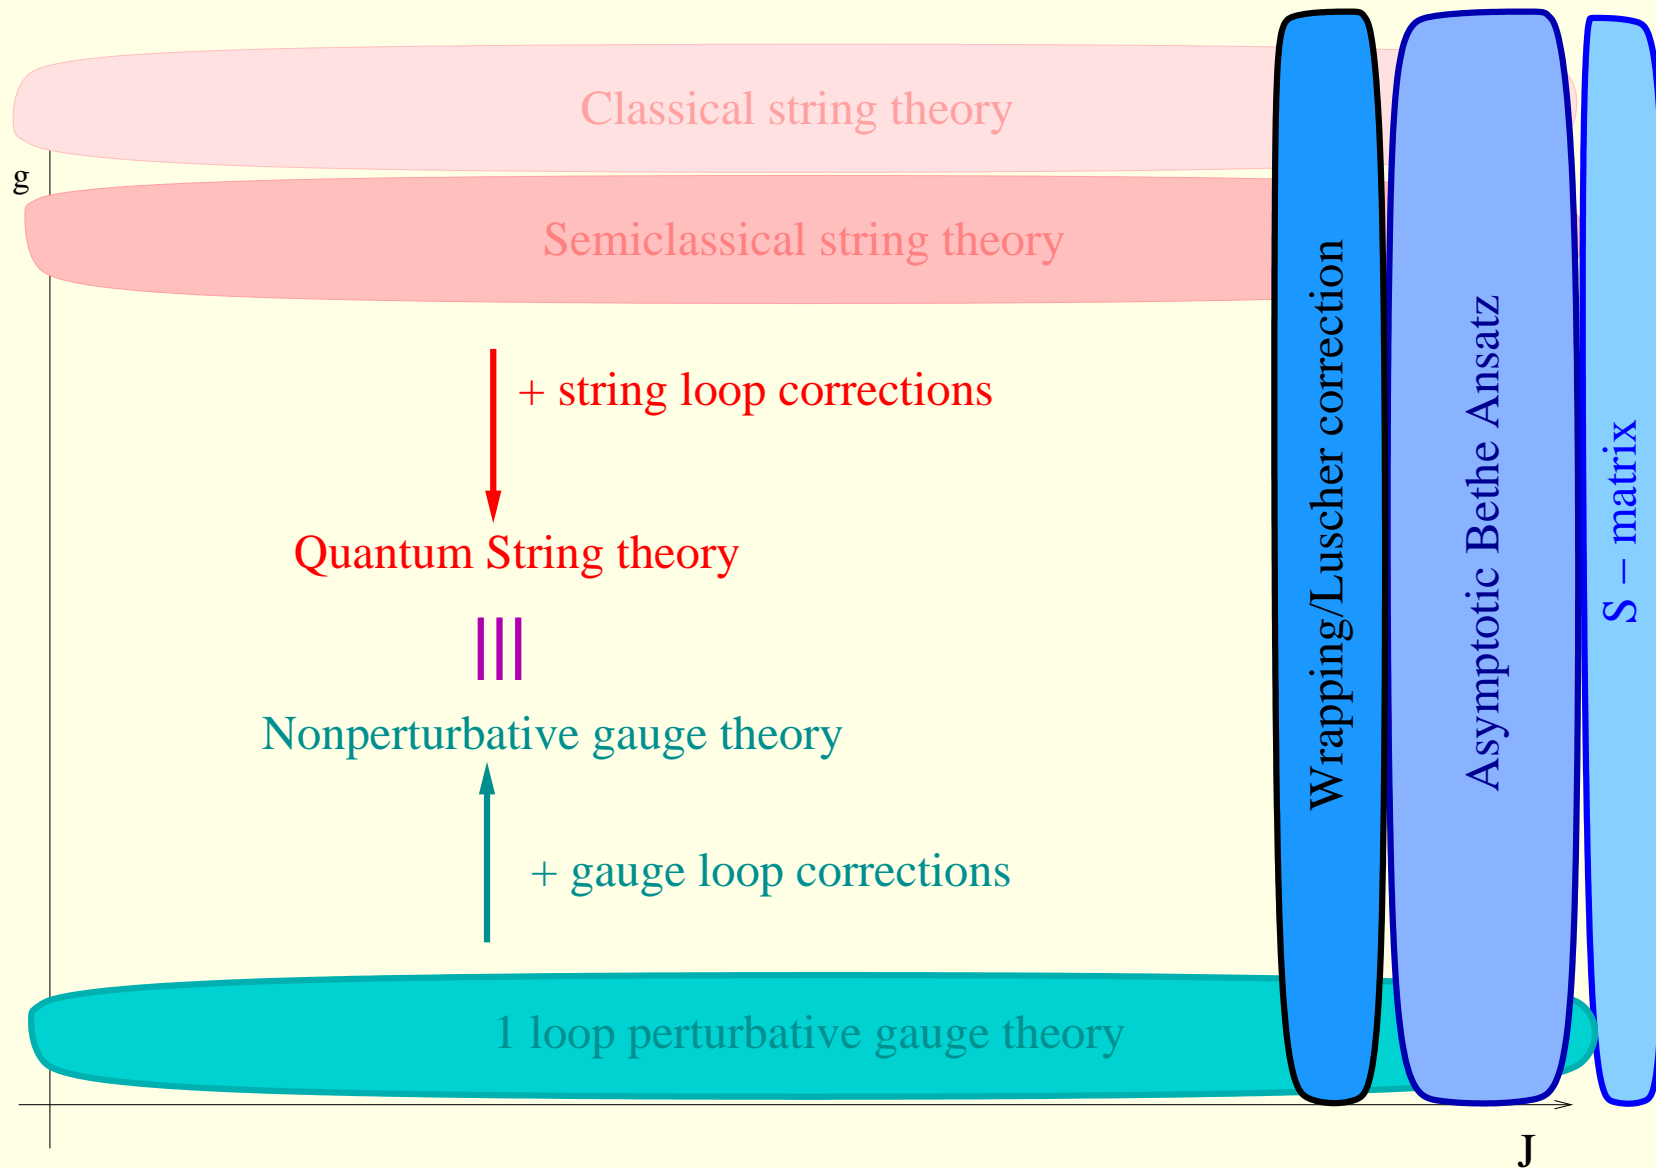 Classical string theory
g
Semiclassical string theory
+ string loop corrections
Quantum String theory
Nonperturbative gauge theory
+ gauge loop corrections
1 loop perturbative gauge theory
Wrapping/Luscher correction
Asymptotic Bethe Ansatz
S – matrix
J